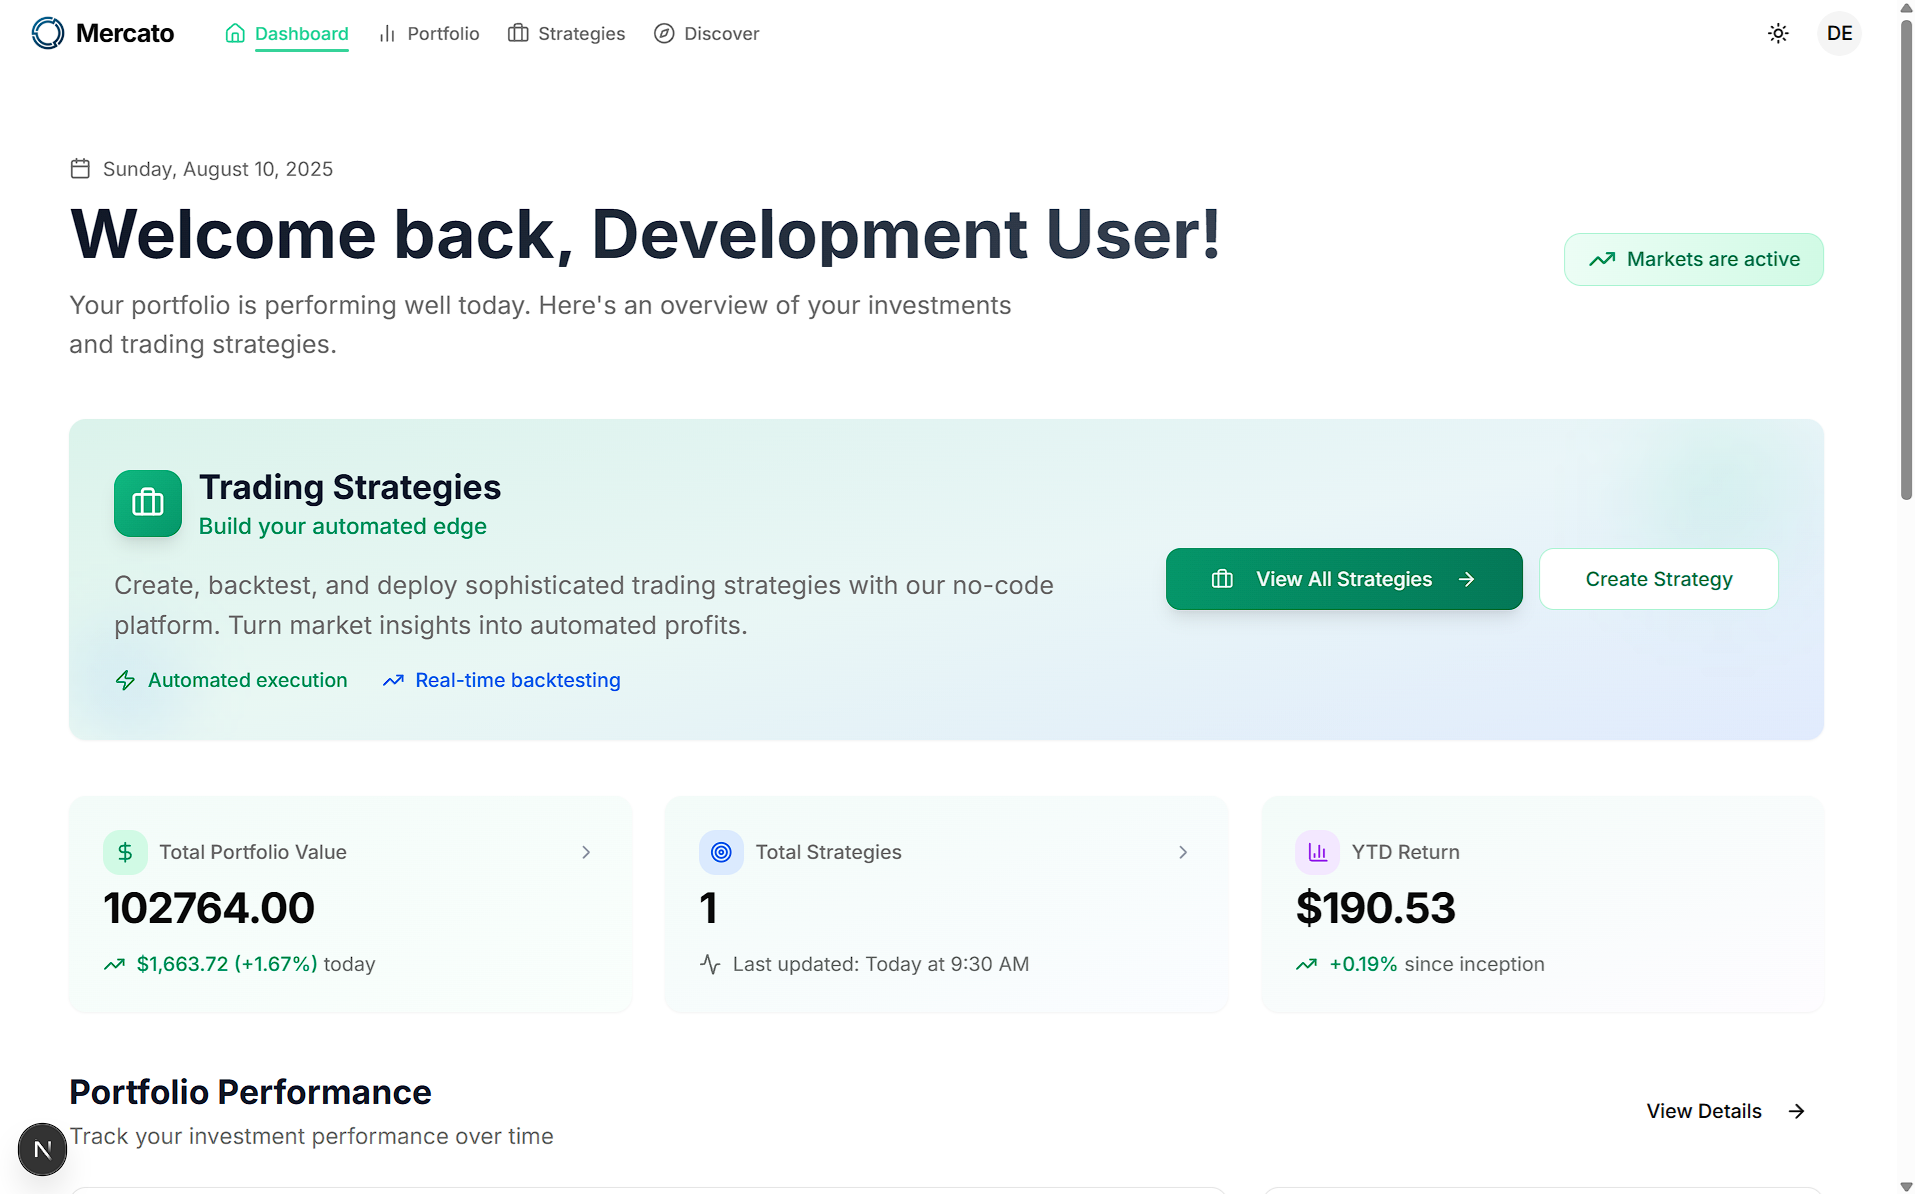 Mercato
Dashboard
Portfolio
Strategies
Discover
DE
Sunday, August 10, 2025
Welcome back, Development User!
Your portfolio is performing well today. Here's an overview of your investments
and trading strategies.
Markets are active
Trading Strategies
Build your automated edge
Create, backtest, and deploy sophisticated trading strategies with our no-code
platform. Turn market insights into automated profits.
Automated execution
Real-time backtesting
View All Strategies
Create Strategy
Total Portfolio Value
102764.00
$1,663.72 (+1.67%) today
Total Strategies
1
Last updated: Today at 9:30 AM
YTD Return
$190.53
+0.19% since inception
Portfolio Performance
Track your investment performance over time
View Details
N